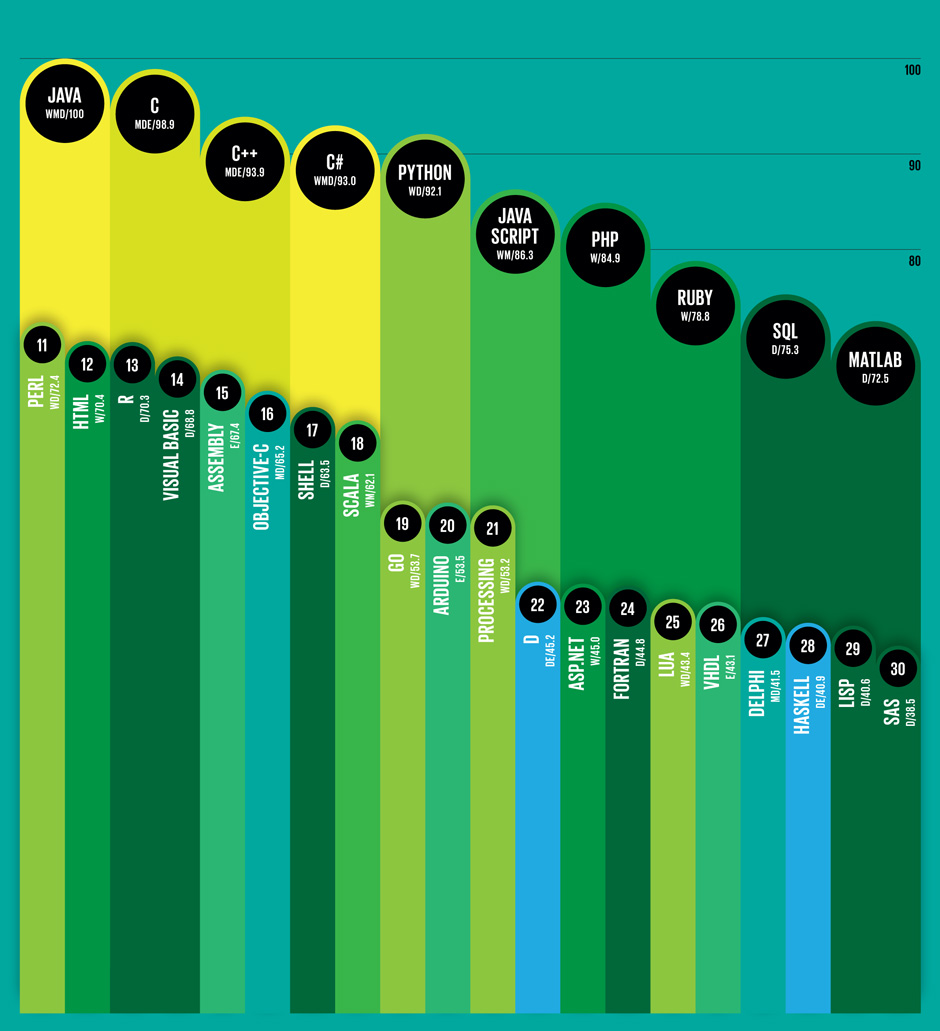 100
90
80
JAVA
WMD/100
C
MDE/98.9
C++
MDE/93.9
C#
WMD/93.0
PYTHON
WD/92.1
JAVA
SCRIPT
WM/86.3
PHP
W/84.9
RUBY
W/78.8
SQL
D/75.3
MATLAB
D/72.5
11
PERL
WD/72.4
12
HTML
W/70.4
13
R
D/70.3
14
VISUAL BASIC
D/68.8
15
ASSEMBLY
E/67.4
16
OBJECTIVE-C
MD/65.2
17
SHELL
D/63.5
18
SCALA
WM/62.1
19
GO
WD/53.7
20
ARDUINO
E/53.5
21
PROCESSING
WD/53.2
22
D
DE/45.2
23
ASP.NET
W/45.0
24
FORTRAN
D/44.8
25
LUA
WD/43.4
26
VHDL
E/43.1
27
DELPHI
MD/41.5
28
HASKELL
DE/40.9
29
LISP
D/40.6
30
SAS
D/38.5